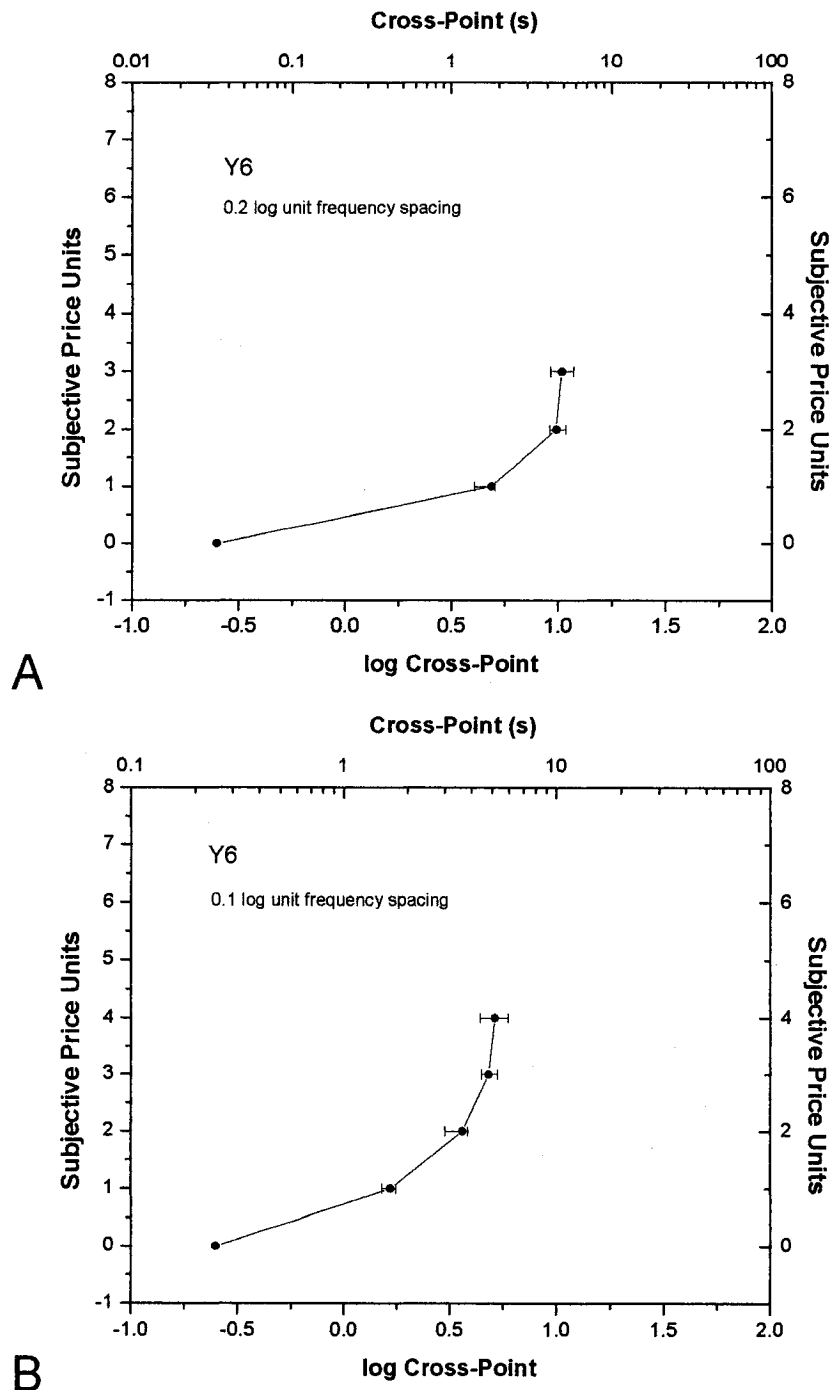 Cross-Point (s)
0.01 0.1 1 10 100
8 8
7
Y6
6 6
0.2 log unit frequency spacing
5
4 4
3
2 2
1
0 0
-1
Subjective Price Units
Subjective Price Units
-1.0 -0.5 0.0 0.5 1.0 1.5 2.0
log Cross-Point
A
Cross-Point (s)
0.1 1 10 100
8 8
7
Y6
6 6
0.1 log unit frequency spacing
5
4 4
3
2 2
1
0 0
-1
Subjective Price Units
Subjective Price Units
-1.0 -0.5 0.0 0.5 1.0 1.5 2.0
log Cross-Point
B